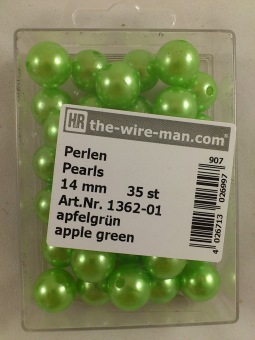 HR the-wire-man.com®
Perlen
Pearls
14 mm 35 st
Art.Nr. 1362-01
apfelgrün
apple green
907
4 026713 026997